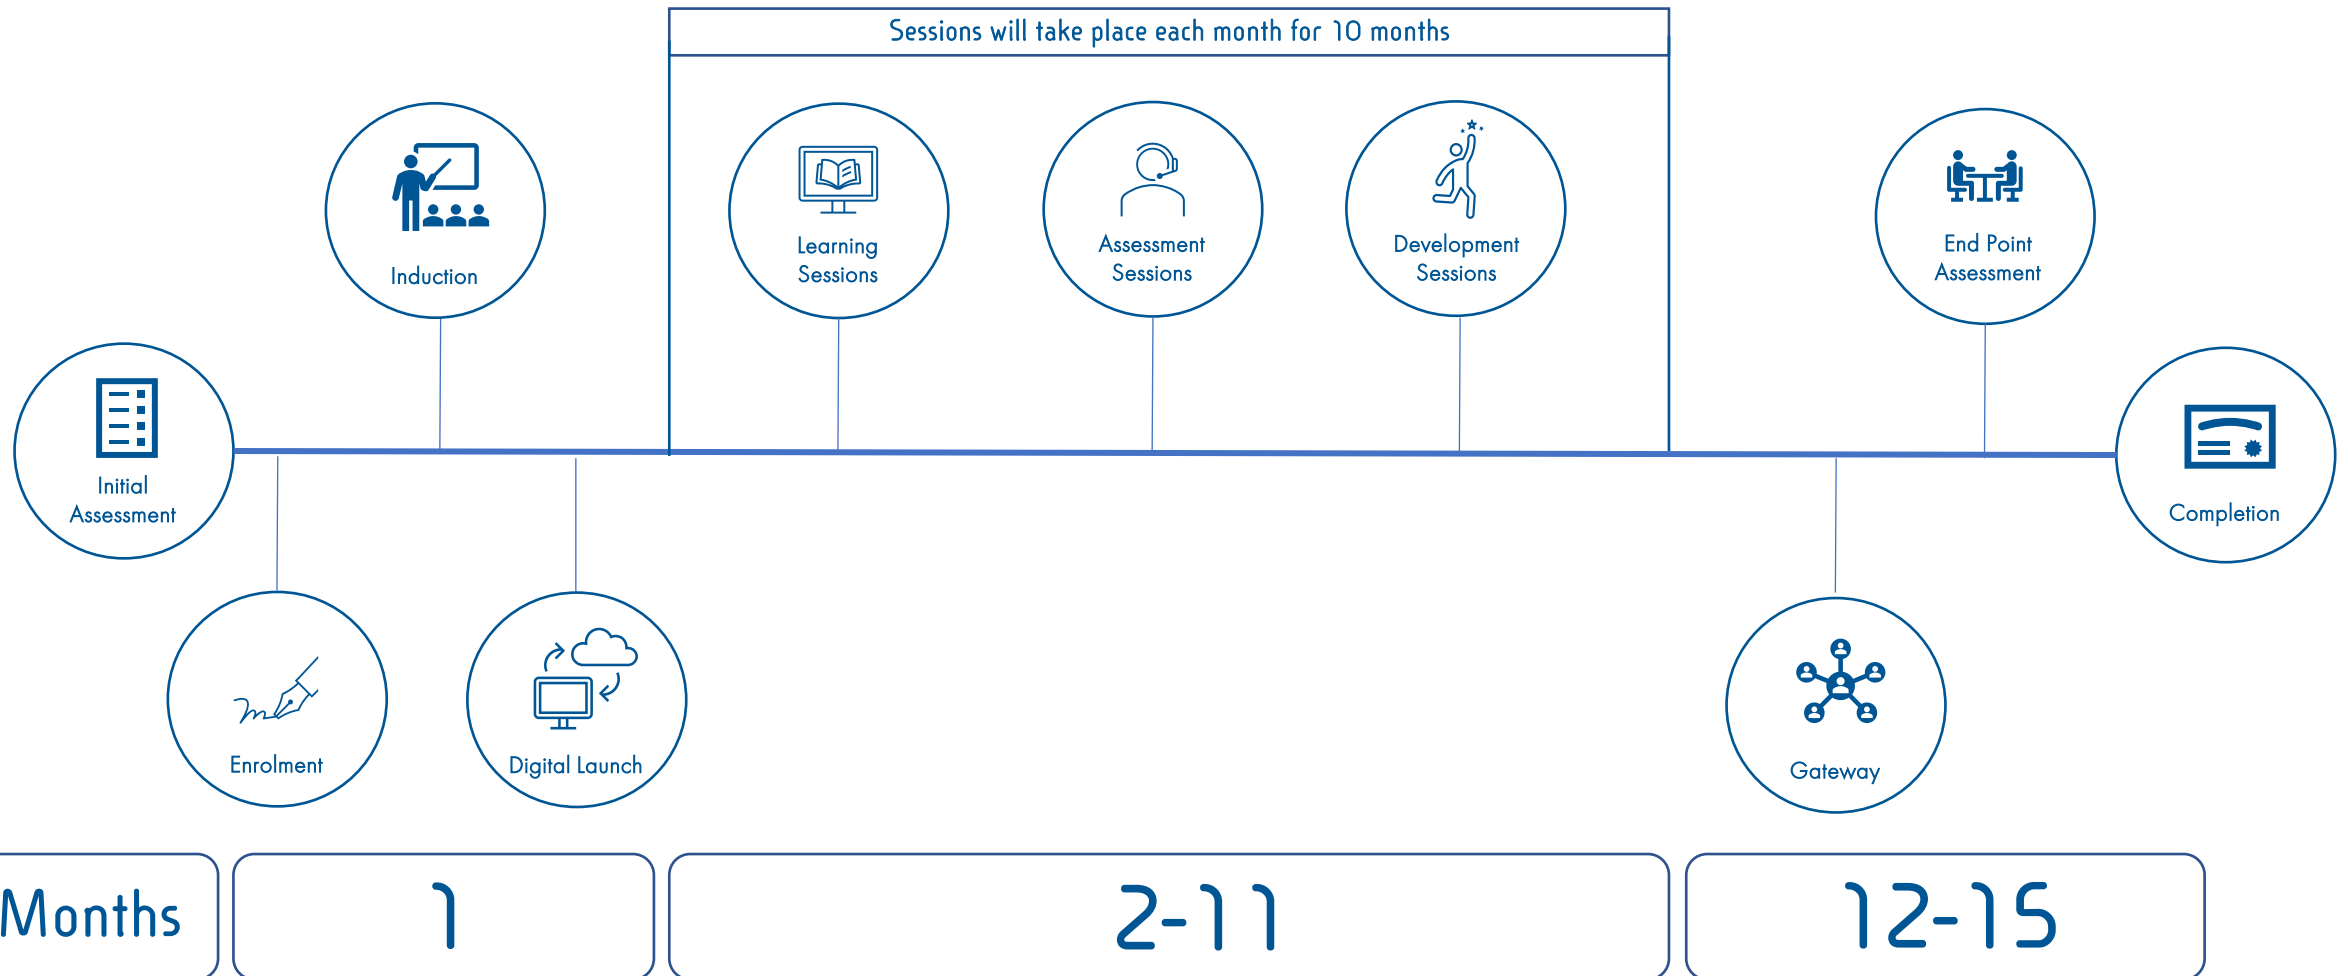 Sessions will take place each month for 10 months
Induction
Learning
Sessions
Assessment
Sessions
Development
Sessions
End Point
Assessment
Initial
Assessment
Completion
Enrolment
Digital Launch
Gateway
Months
1
2-11
12-15